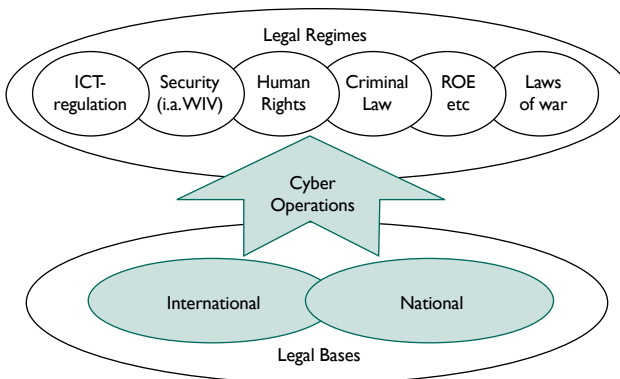 Legal Regimes
ICT-
regulation
Security
(i.a. WIV)
Human
Rights
Criminal
Law
ROE
etc
Laws
of war
Cyber
Operations
International
National
Legal Bases